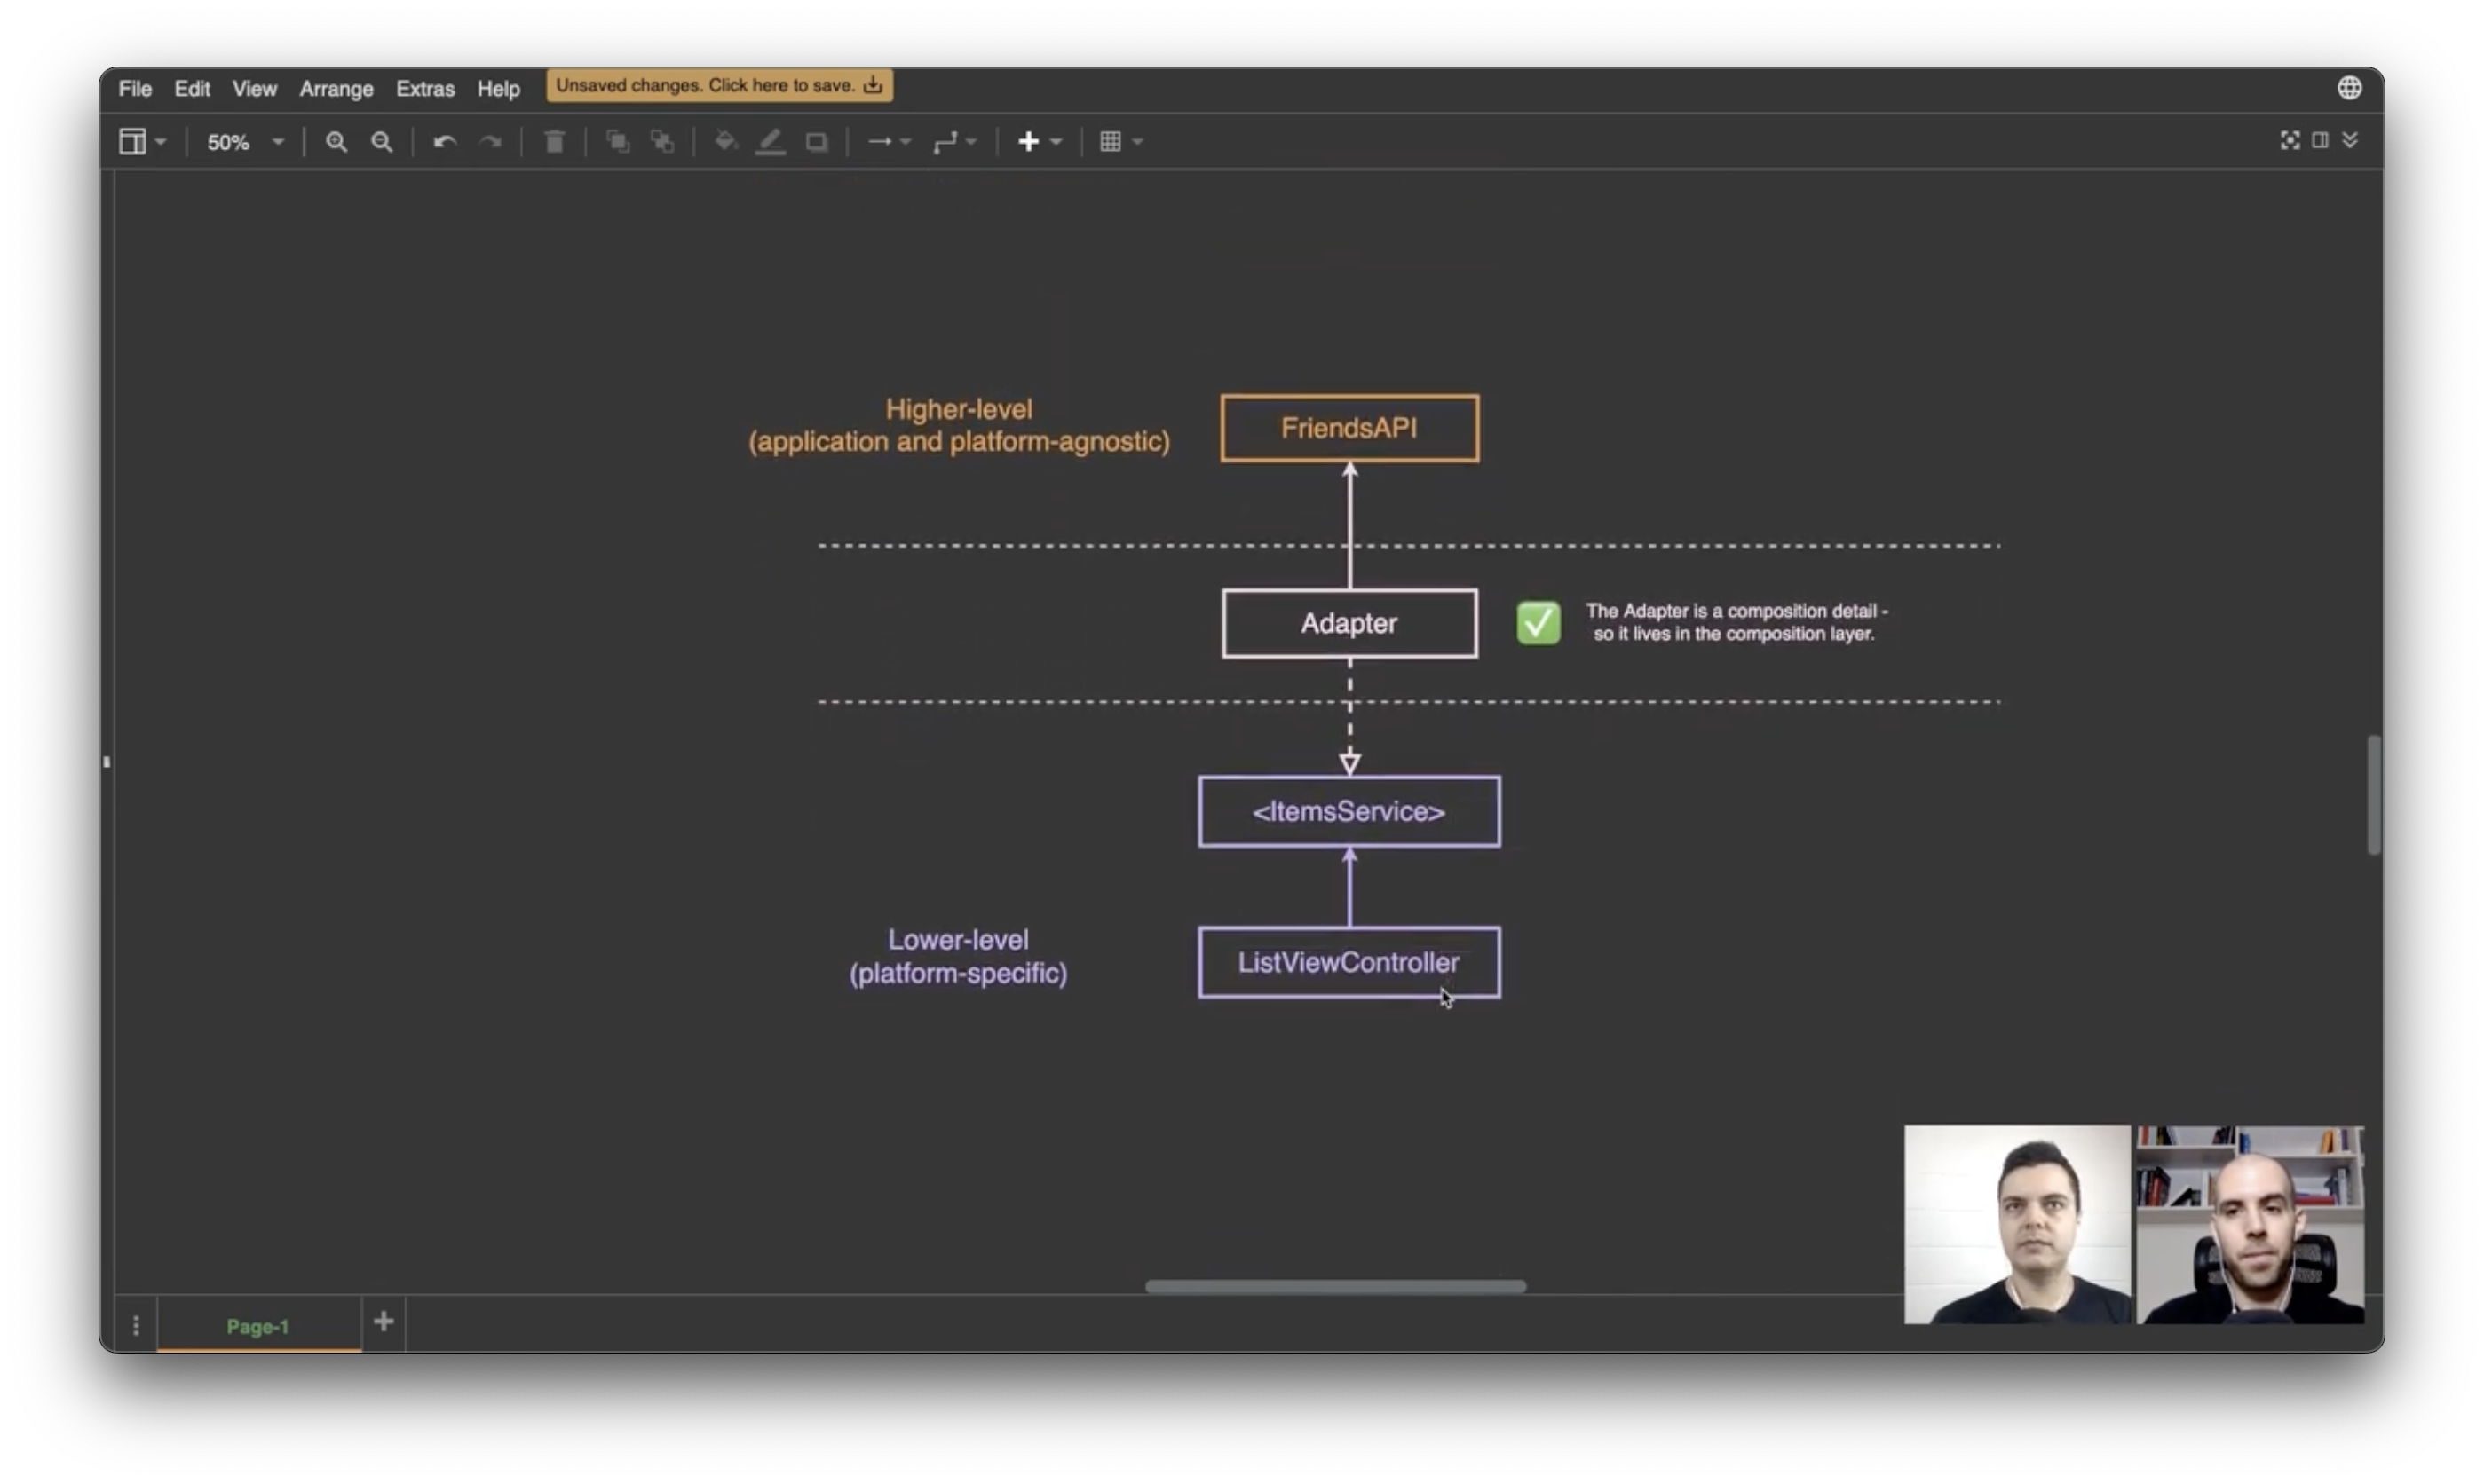 File Edit View Arrange Extras Help Unsaved changes. Click here to save.
50%
Higher-level
(application and platform-agnostic)
FriendsAPI
Adapter
The Adapter is a composition detail -
so it lives in the composition layer.
<ItemsService>
Lower-level
(platform-specific)
ListViewController
Page-1